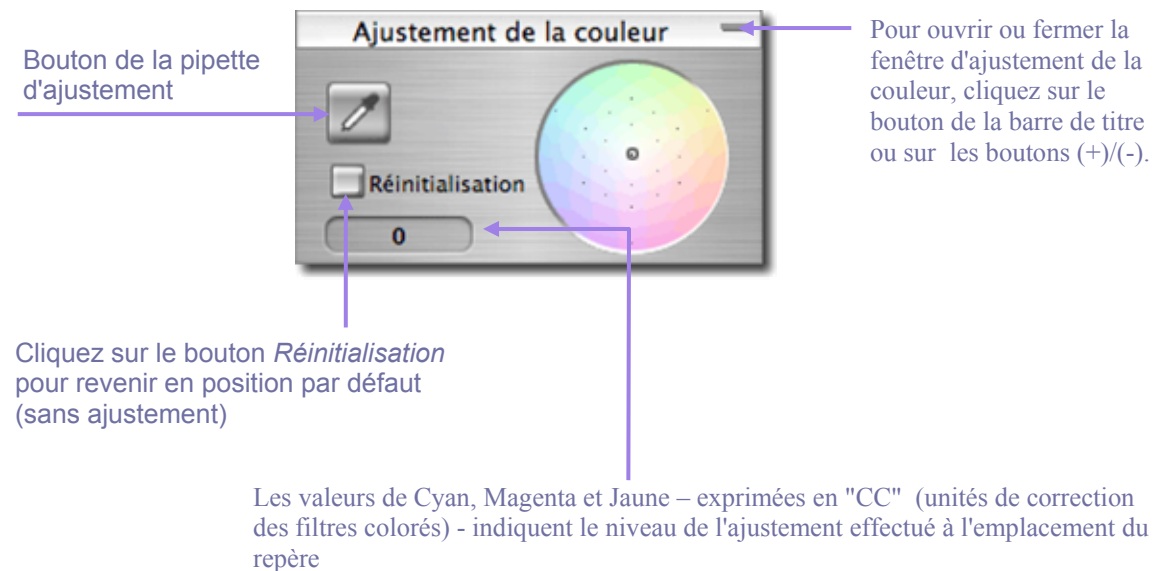 Ajustement de la couleur
Bouton de la pipette
d'ajustement
Pour ouvrir ou fermer la
fenêtre d'ajustement de la
couleur, cliquez sur le
bouton de la barre de titre
ou sur les boutons (+)/(-).
Réinitialisation
0
Cliquez sur le bouton Réinitialisation
pour revenir en position par défaut
(sans ajustement)
Les valeurs de Cyan, Magenta et Jaune – exprimées en "CC" (unités de correction
des filtres colorés) - indiquent le niveau de l'ajustement effectué à l'emplacement du
repère